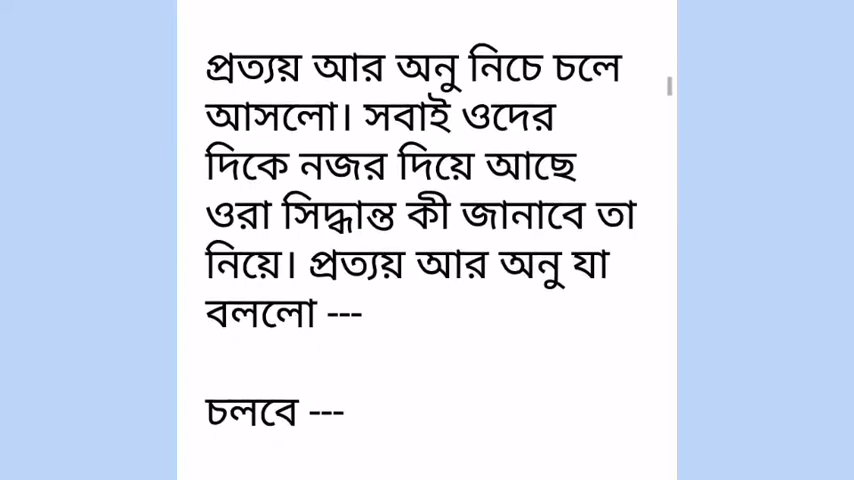 প্রত্যয় আর অনু নিচে চলে
আসলো। সবাই ওদের
দিকে নজর দিয়ে আছে
ওরা সিদ্ধান্ত কী জানাবে তা
নিয়ে। প্রত্যয় আর অনু যা
বললো ---
চলবে ---